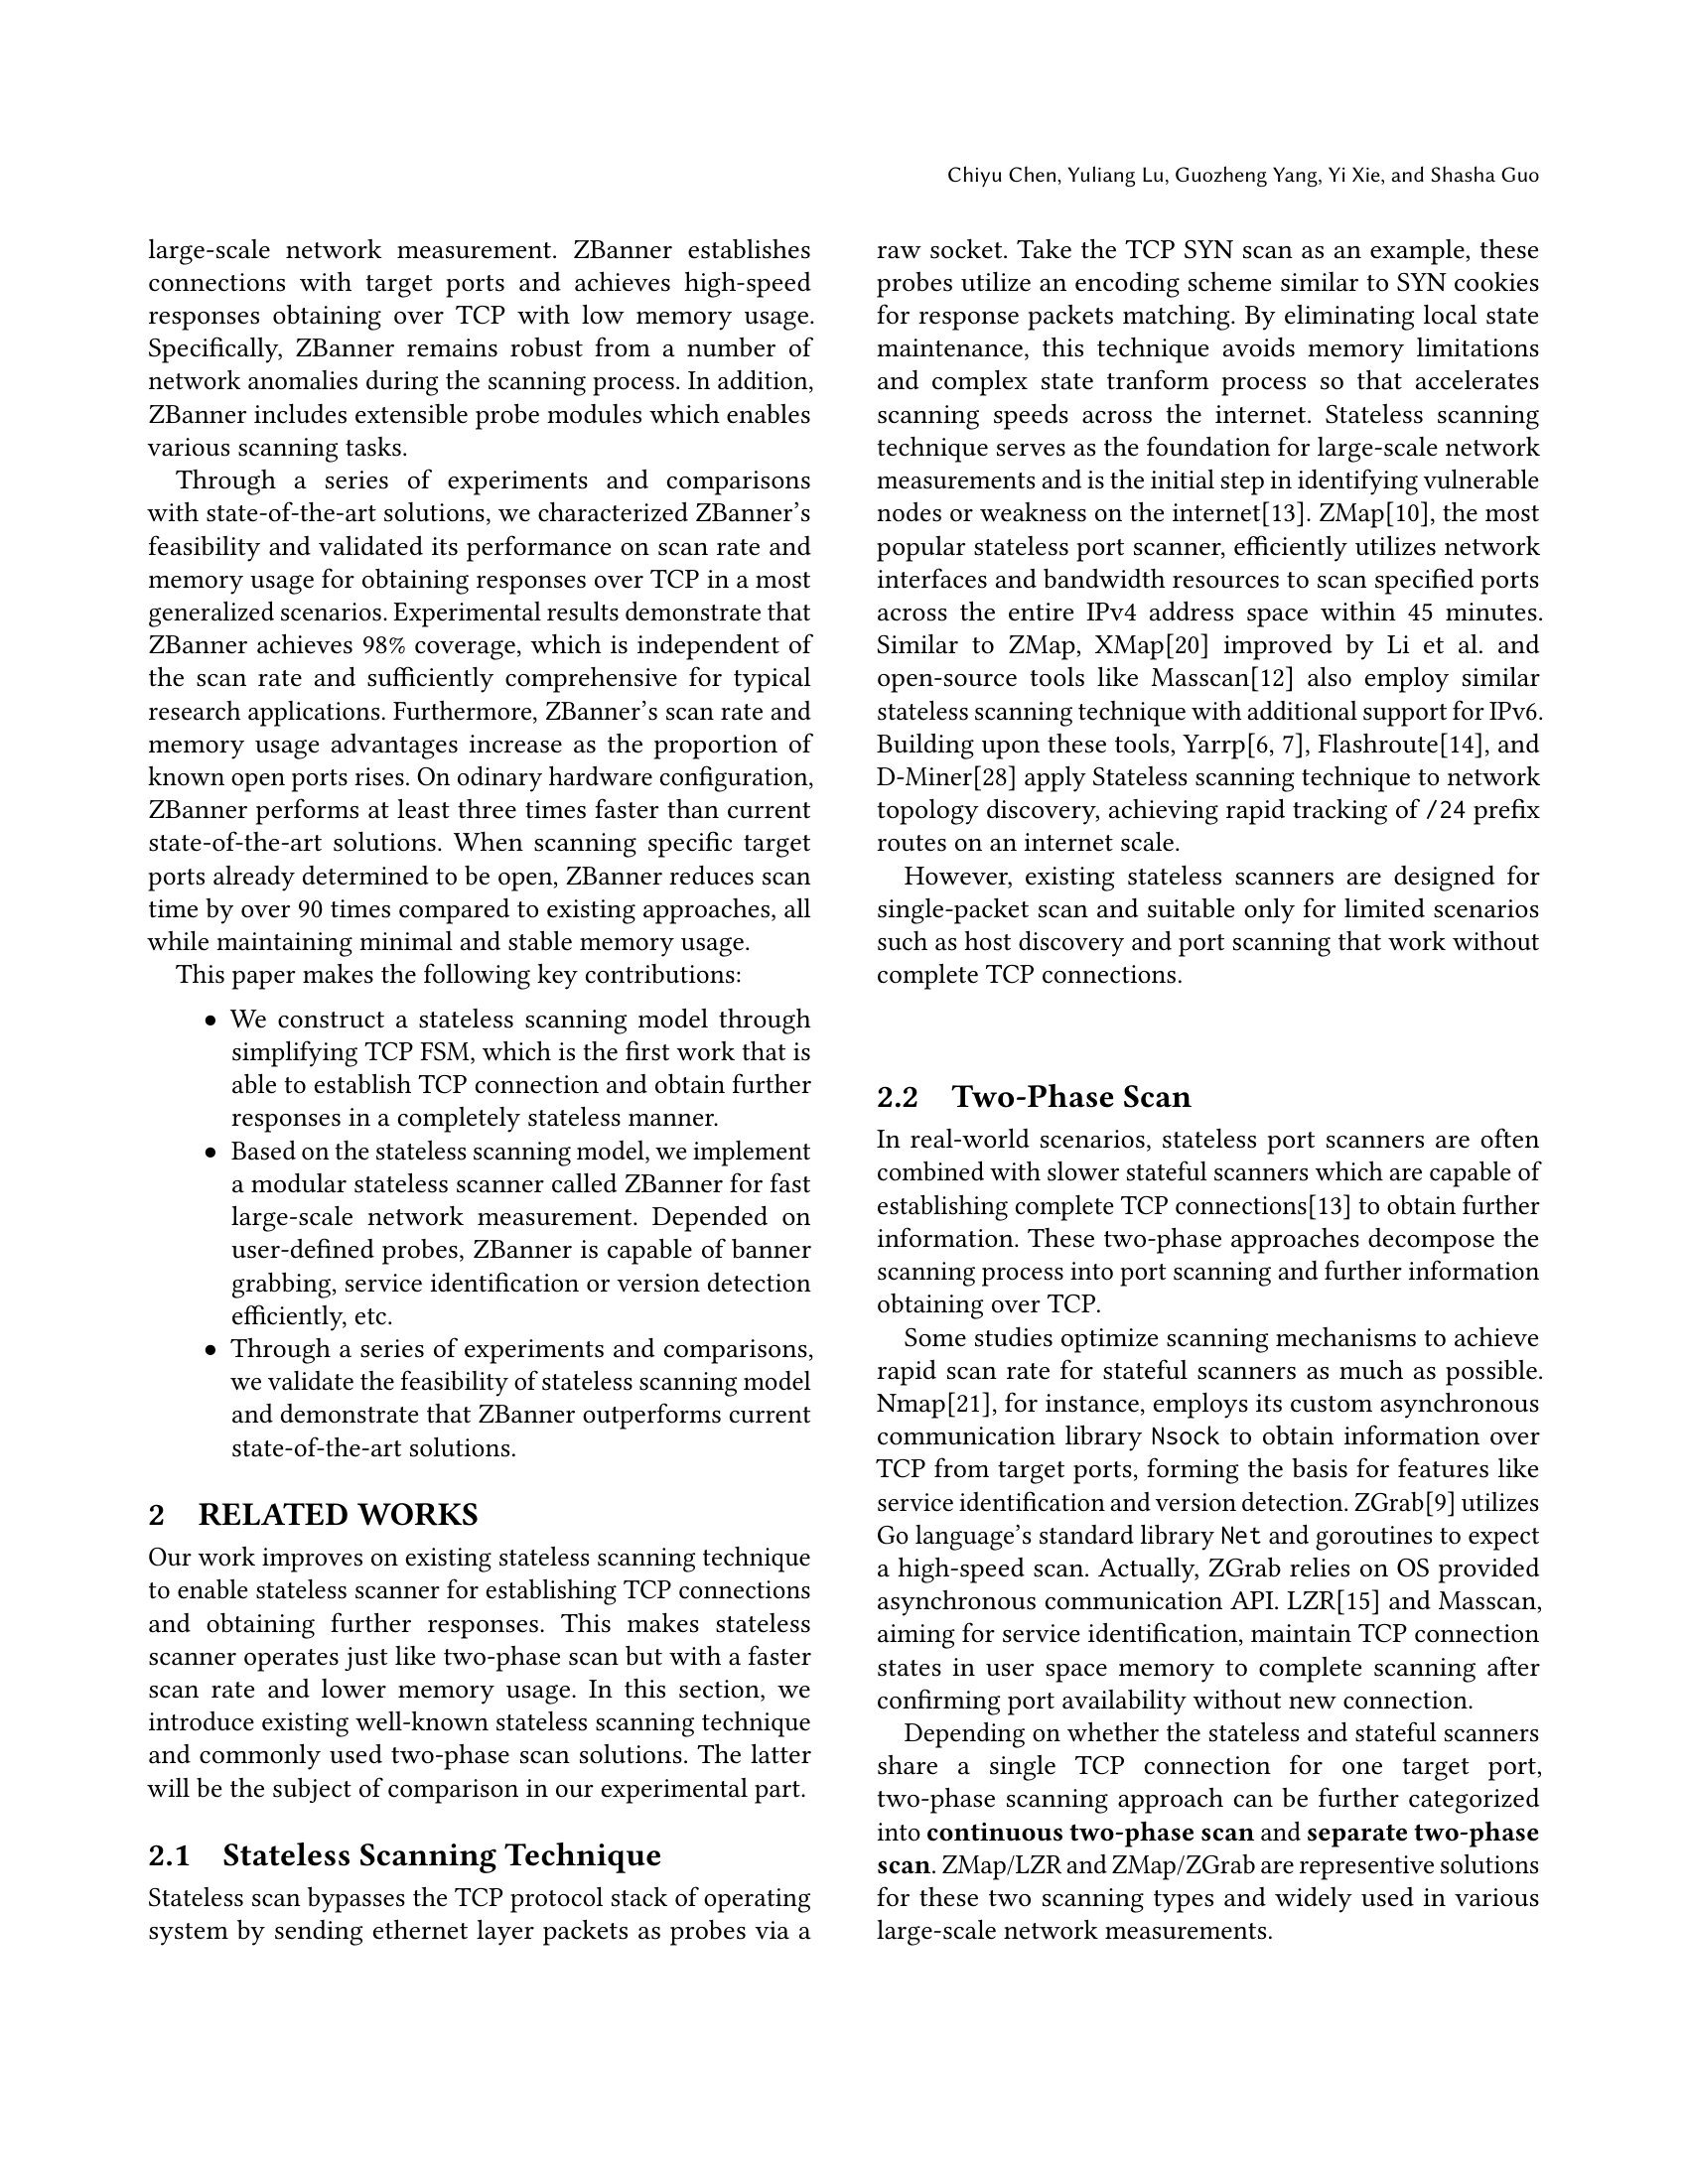 Chiyu Chen, Yuliang Lu, Guozheng Yang, Yi Xie, and Shasha Guo
large-scale network measurement. ZBanner establishes
connections with target ports and achieves high-speed
responses obtaining over TCP with low memory usage.
Specifically, ZBanner remains robust from a number of
network anomalies during the scanning process. In addition,
ZBanner includes extensible probe modules which enables
various scanning tasks.
Through a series of experiments and comparisons
with state-of-the-art solutions, we characterized ZBanner's
feasibility and validated its performance on scan rate and
memory usage for obtaining responses over TCP in a most
generalized scenarios. Experimental results demonstrate that
ZBanner achieves 98% coverage, which is independent of
the scan rate and sufficiently comprehensive for typical
research applications. Furthermore, ZBanner's scan rate and
memory usage advantages increase as the proportion of
known open ports rises. On odinary hardware configuration,
ZBanner performs at least three times faster than current
state-of-the-art solutions. When scanning specific target
ports already determined to be open, ZBanner reduces scan
time by over 90 times compared to existing approaches, all
while maintaining minimal and stable memory usage.
This paper makes the following key contributions:
• We construct a stateless scanning model through
simplifying TCP FSM, which is the first work that is
able to establish TCP connection and obtain further
responses in a completely stateless manner.
• Based on the stateless scanning model, we implement
a modular stateless scanner called ZBanner for fast
large-scale network measurement. Depended on
user-defined probes, ZBanner is capable of banner
grabbing, service identification or version detection
efficiently, etc.
• Through a series of experiments and comparisons,
we validate the feasibility of stateless scanning model
and demonstrate that ZBanner outperforms current
state-of-the-art solutions.
2 RELATED WORKS
Our work improves on existing stateless scanning technique
to enable stateless scanner for establishing TCP connections
and obtaining further responses. This makes stateless
scanner operates just like two-phase scan but with a faster
scan rate and lower memory usage. In this section, we
introduce existing well-known stateless scanning technique
and commonly used two-phase scan solutions. The latter
will be the subject of comparison in our experimental part.
2.1 Stateless Scanning Technique
Stateless scan bypasses the TCP protocol stack of operating
system by sending ethernet layer packets as probes via a
raw socket. Take the TCP SYN scan as an example, these
probes utilize an encoding scheme similar to SYN cookies
for response packets matching. By eliminating local state
maintenance, this technique avoids memory limitations
and complex state tranform process so that accelerates
scanning speeds across the internet. Stateless scanning
technique serves as the foundation for large-scale network
measurements and is the initial step in identifying vulnerable
nodes or weakness on the internet[13]. ZMap[10], the most
popular stateless port scanner, efficiently utilizes network
interfaces and bandwidth resources to scan specified ports
across the entire IPv4 address space within 45 minutes.
Similar to ZMap, XMap[20] improved by Li et al. and
open-source tools like Masscan[12] also employ similar
stateless scanning technique with additional support for IPv6.
Building upon these tools, Yarrp[6, 7], Flashroute[14], and
D-Miner[28] apply Stateless scanning technique to network
topology discovery, achieving rapid tracking of /24 prefix
routes on an internet scale.
However, existing stateless scanners are designed for
single-packet scan and suitable only for limited scenarios
such as host discovery and port scanning that work without
complete TCP connections.
2.2 Two-Phase Scan
In real-world scenarios, stateless port scanners are often
combined with slower stateful scanners which are capable of
establishing complete TCP connections[13] to obtain further
information. These two-phase approaches decompose the
scanning process into port scanning and further information
obtaining over TCP.
Some studies optimize scanning mechanisms to achieve
rapid scan rate for stateful scanners as much as possible.
Nmap[21], for instance, employs its custom asynchronous
communication library Nsock to obtain information over
TCP from target ports, forming the basis for features like
service identification and version detection. ZGrab[9] utilizes
Go language's standard library Net and goroutines to expect
a high-speed scan. Actually, ZGrab relies on OS provided
asynchronous communication API. LZR[15] and Masscan,
aiming for service identification, maintain TCP connection
states in user space memory to complete scanning after
confirming port availability without new connection.
Depending on whether the stateless and stateful scanners
share a single TCP connection for one target port,
two-phase scanning approach can be further categorized
into continuous two-phase scan and separate two-phase
scan. ZMap/LZR and ZMap/ZGrab are representive solutions
for these two scanning types and widely used in various
large-scale network measurements.